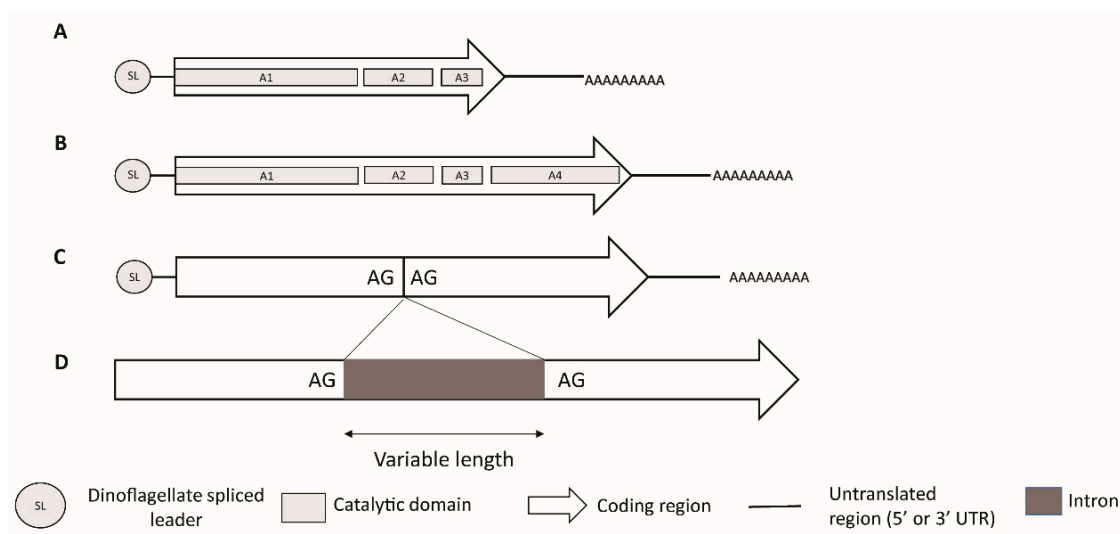 A
SL
A1
A2
A3
AAAAAAAAA
B
SL
A1
A2
A3
A4
AAAAAAAAA
C
SL
AG
AG
AAAAAAAAA
D
AG
AG
Variable length
SL
Dinoflagellate spliced
leader
Catalytic domain
Coding region
Untranslated
region (5′ or 3′ UTR)
Intron